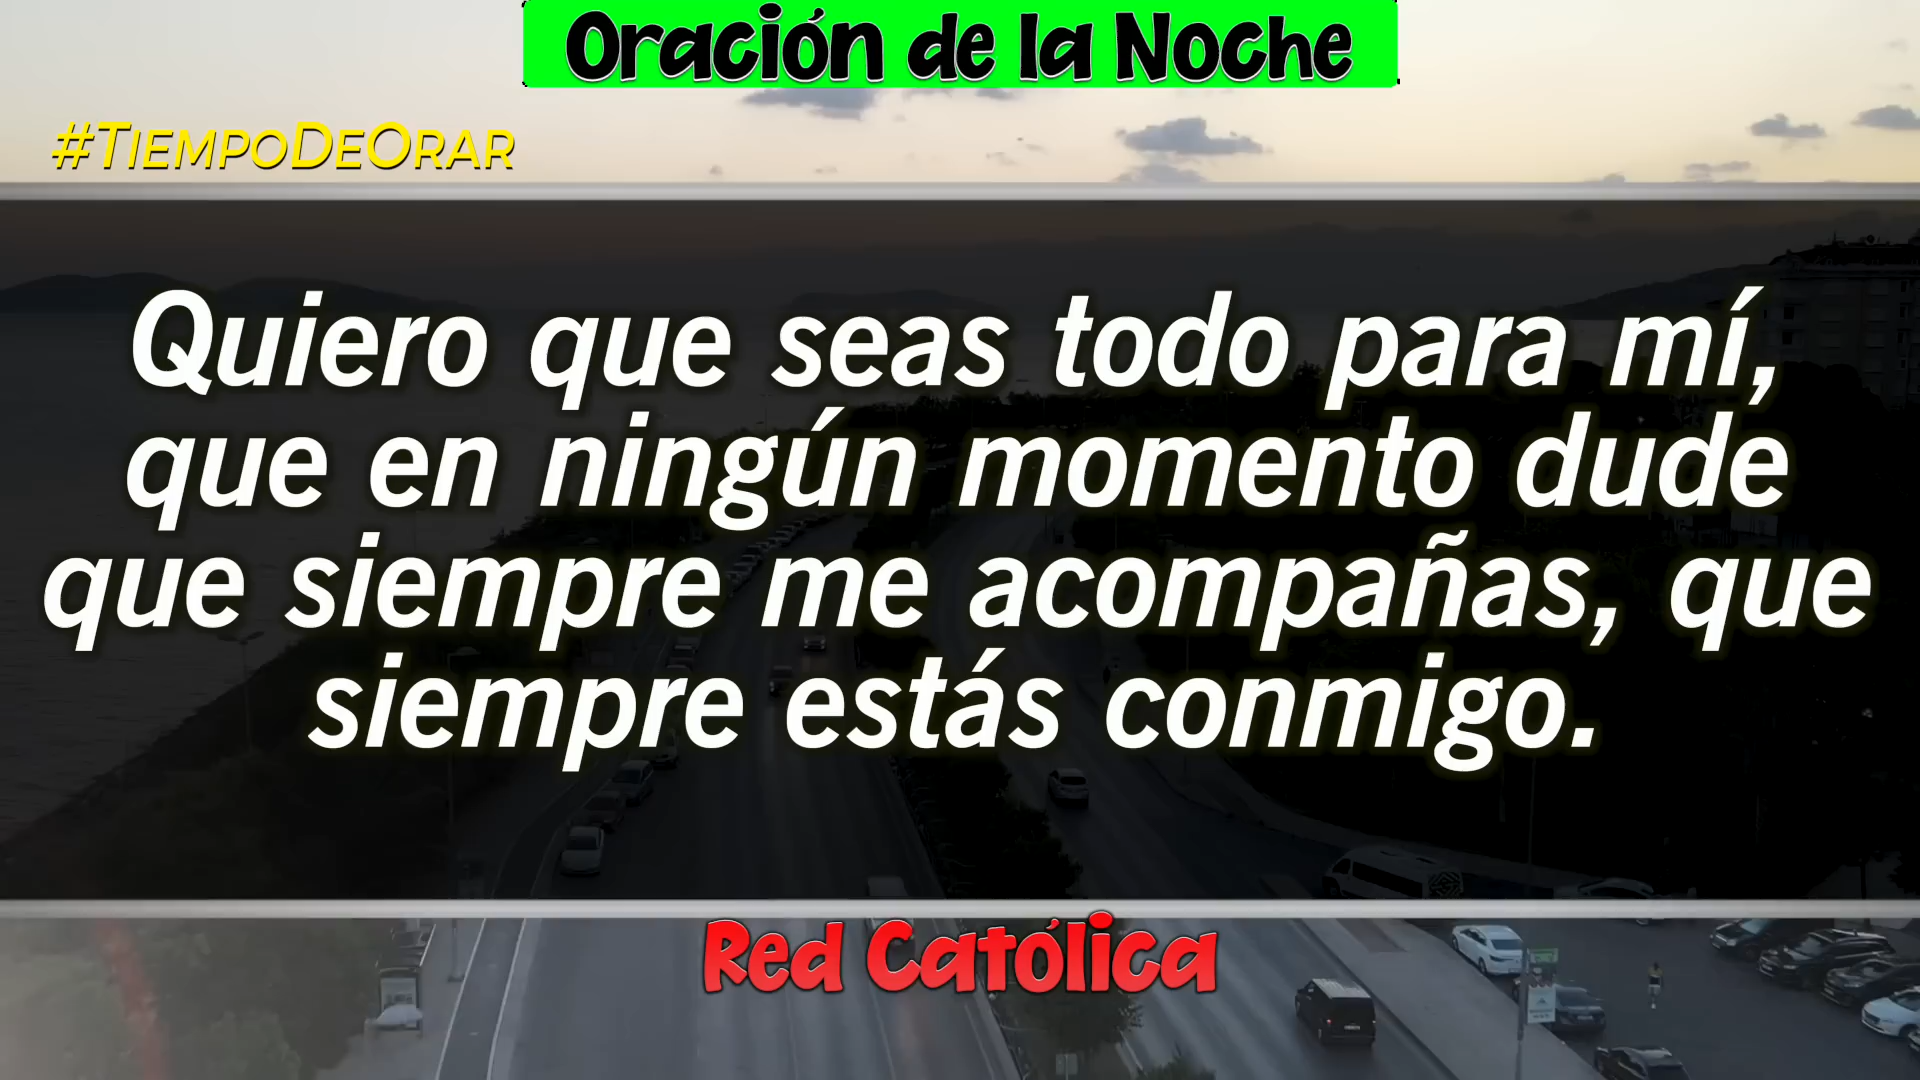 Oración de la Noche
#TiempoDeOrar
Quiero que seas todo para mí,
que en ningún momento dude
que siempre me acompañas, que
siempre estás conmigo.
Red Católica